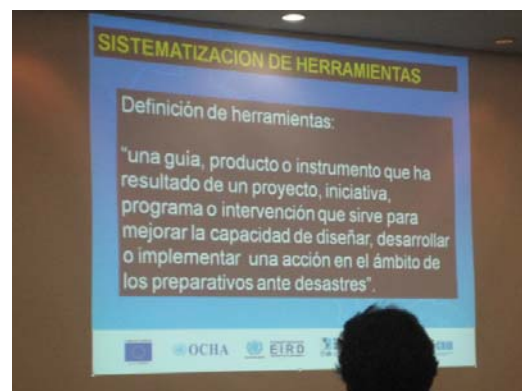 SISTEMATIZACION DE HERRAMIENTAS
Definición de herramientas:
“una guía, producto o instrumento que ha
resultado de un proyecto, iniciativa,
programa o intervención que sirve para
mejorar la capacidad de diseñar, desarrollar
o implementar una acción en el ámbito de
los preparativos ante desastres”.
OCHA EIRD